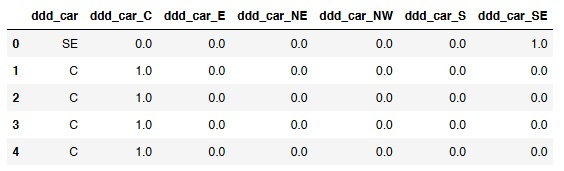 ddd_car ddd_car_C ddd_car_E ddd_car_NE ddd_car_NW ddd_car_S ddd_car_SE
0 SE 0.0 0.0 0.0 0.0 0.0 1.0
1 C 1.0 0.0 0.0 0.0 0.0 0.0
2 C 1.0 0.0 0.0 0.0 0.0 0.0
3 C 1.0 0.0 0.0 0.0 0.0 0.0
4 C 1.0 0.0 0.0 0.0 0.0 0.0